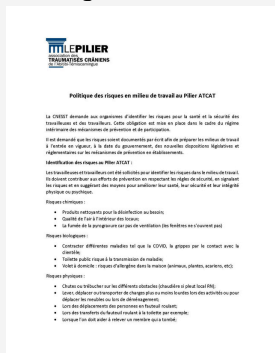 LEPILIER
association des
TRAUMATISÉS CRÂNIENS
de l'Abitibi-Témiscamingue
Politique des risques en milieu de travail au Pilier ATCAT
La CNESST demande aux organismes d'identifier les risques pour la santé et la sécurité des
travailleuses et des travailleurs. Cette obligation est mise en place dans le cadre du régime
intérimaire des mécanismes de prévention et de participation.
Il est demandé que les risques soient documentés par écrit afin de préparer les milieux de travail
à l'entrée en vigueur, à la date du gouvernement, des nouvelles dispositions législatives et
réglementaires sur les mécanismes de prévention en établissements.
Identification des risques au Pilier ATCAT :
Les travailleuses et travailleurs ont été sollicités pour identifier les risques dans le milieu de travail.
Ils doivent contribuer aux efforts de prévention en respectant les règles de sécurité, en signalant
les risques et en suggérant des moyens pour améliorer leur santé, leur sécurité et leur intégrité
physique ou psychique.
Risques chimiques :
• Produits nettoyants pour la désinfection au besoin;
• Qualité de l'air à l'intérieur des locaux;
• La fumée de la pyrogravure car pas de ventilation (les fenêtres ne s'ouvrent pas)
Risques biologiques :
• Contracter différentes maladies tel que la COVID, la grippe par le contact avec la
clientèle;
• Toilette public risque à la transmission de maladie;
• Volet à domicile : risques d'allergène dans la maison (animaux, plantes, acariens, etc);
Risques physiques :
• Chutes ou trébucher sur les différents obstacles (chaudière si pleut local RN);
• Lever, déplacer ou transporter de charges plus ou moins lourdes lors des activités ou pour
déplacer les meubles ou lors de déménagement;
• Lors des déplacements des personnes en fauteuil roulant;
• Lors des transferts du fauteuil roulant à la toilette par exemple;
• Lorsque l'on doit aider à relever un membre qui a tombé;